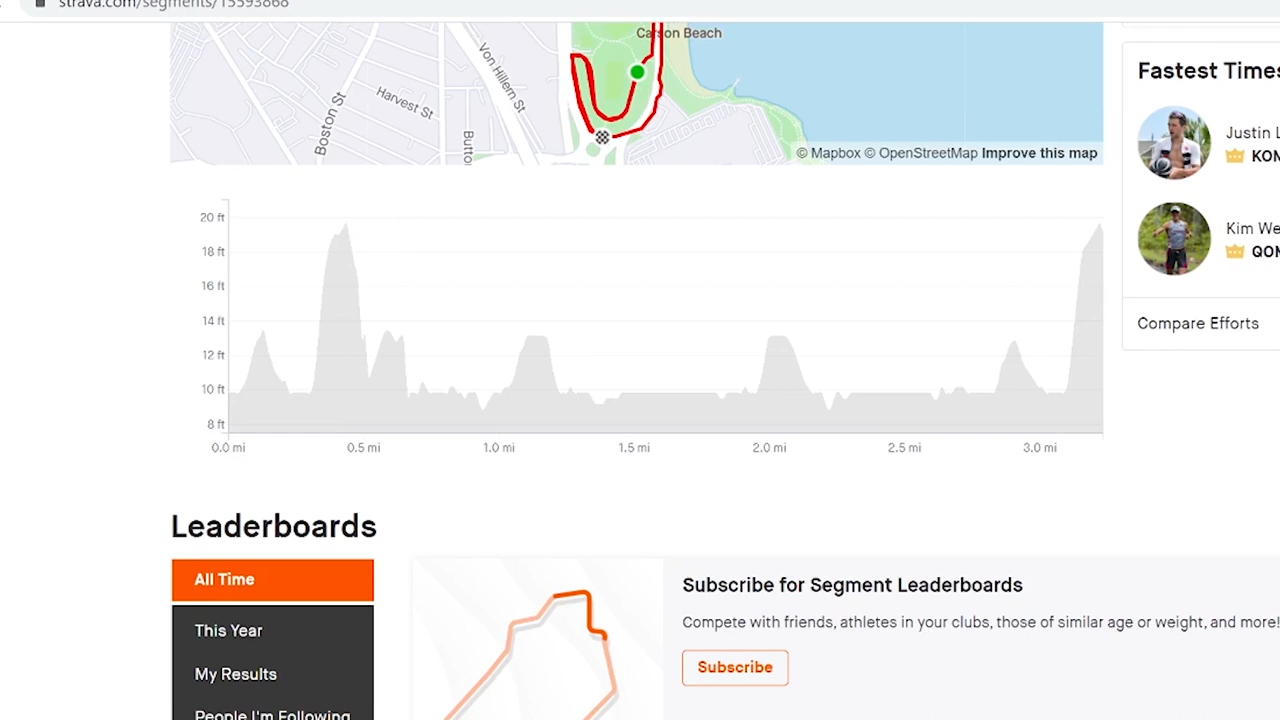 strava.com/segments/15593868
Carson Beach
Von Hillern St
Harvest St
Boston St
Butto
© Mapbox © OpenStreetMap Improve this map
Fastest Times
Justin L
KOM
Kim We
QOM
Compare Efforts
20 ft
18 ft
16 ft
14 ft
12 ft
10 ft
8 ft
0.0 mi 0.5 mi 1.0 mi 1.5 mi 2.0 mi 2.5 mi 3.0 mi
Leaderboards
All Time
This Year
My Results
People I'm Following
Subscribe for Segment Leaderboards
Compete with friends, athletes in your clubs, those of similar age or weight, and more!
Subscribe